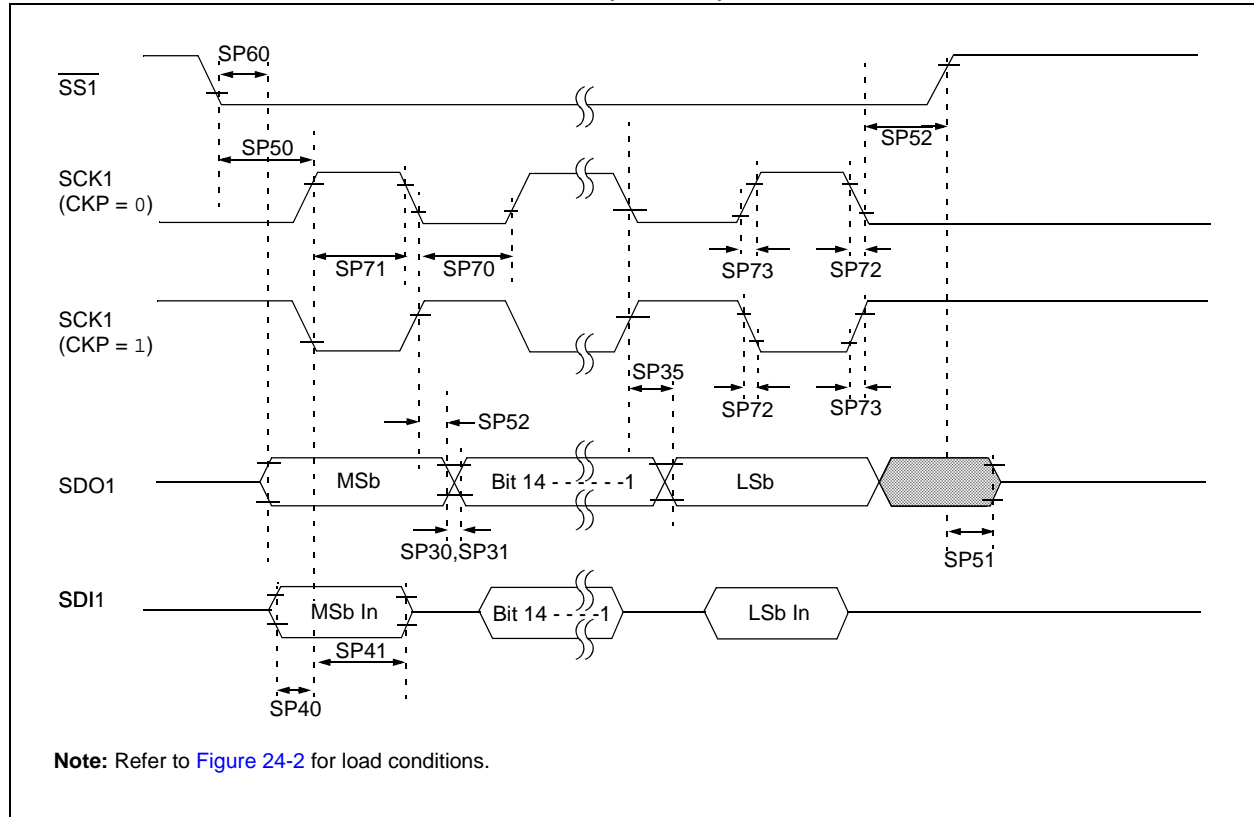 SP60
SS1
SP52
SP50
SCK1
(CKP = 0)
SP71
SP70
SP73
SP72
SCK1
(CKP = 1)
SP35
SP72
SP73
SP52
SDO1
MSb
Bit 14 - - - - - -1
LSb
SP30,SP31
SP51
SDI1
MSb In
Bit 14 - - - -1
LSb In
SP41
SP40
Note: Refer to Figure 24-2 for load conditions.